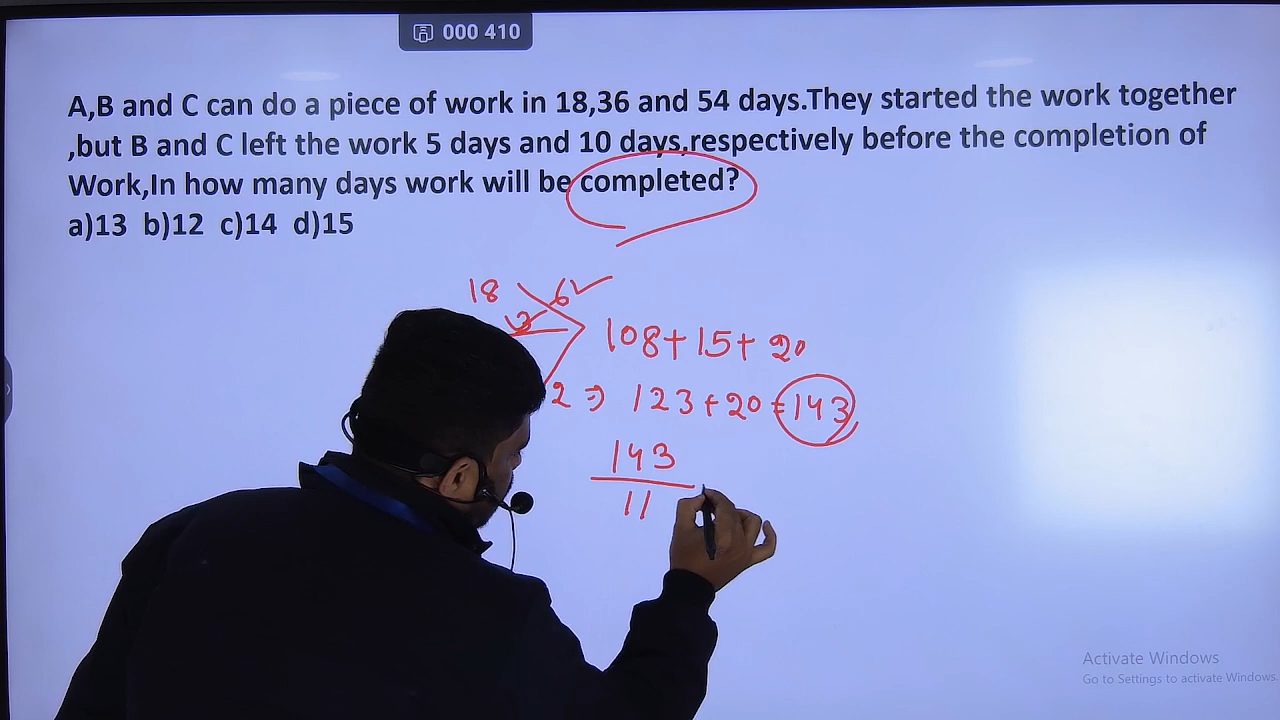 000 410
A,B and C can do a piece of work in 18,36 and 54 days.They started the work together
,but B and C left the work 5 days and 10 days,respectively before the completion of
Work,In how many days work will be completed?
a)13 b)12 c)14 d)15
18 6
3
108+15+20
2 ⇒ 123+20=143
143
11
Activate Windows
Go to Settings to activate Windows.